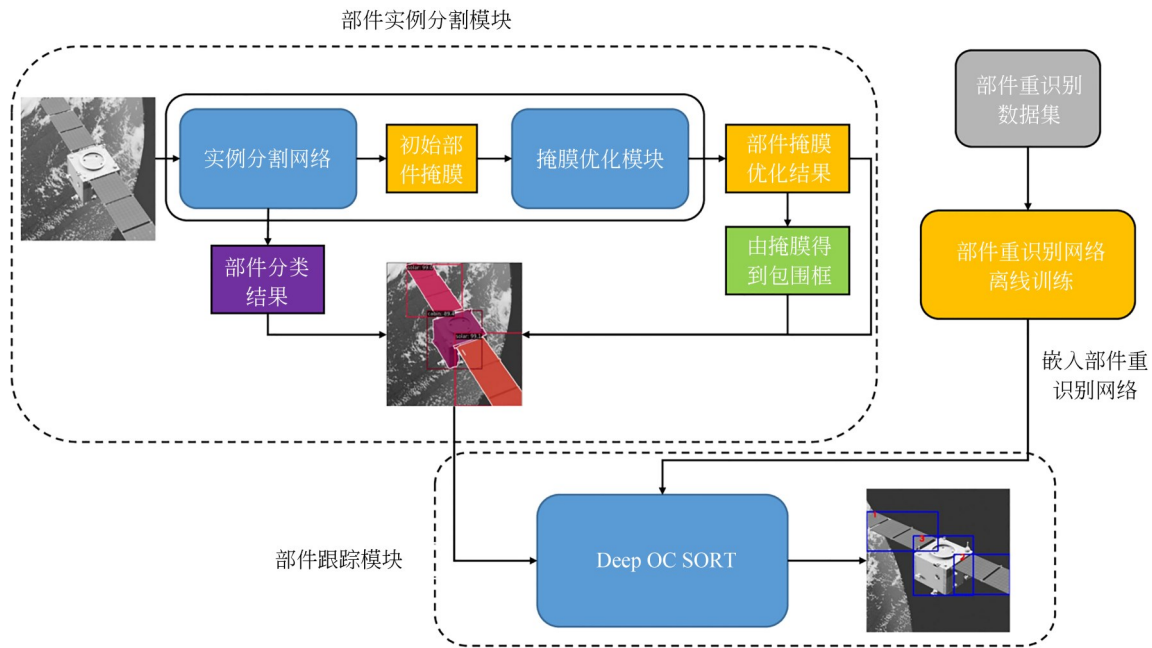 部件实例分割模块
实例分割网络
初始部
件掩膜
掩膜优化模块
部件掩膜
优化结果
部件重识别
数据集
部件分类
结果
由掩膜得
到包围框
部件重识别网络
离线训练
嵌入部件重
识别网络
部件跟踪模块
Deep OC SORT
1
3
2